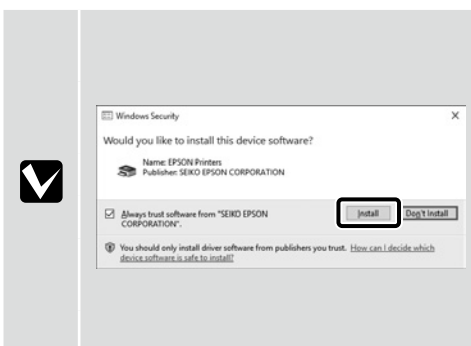 Windows Security
Would you like to install this device software?
Name: EPSON Printers
Publisher: SEIKO EPSON CORPORATION
Always trust software from "SEIKO EPSON
CORPORATION".
Install
Don't Install
You should only install driver software from publishers you trust. How can I decide which
device software is safe to install?